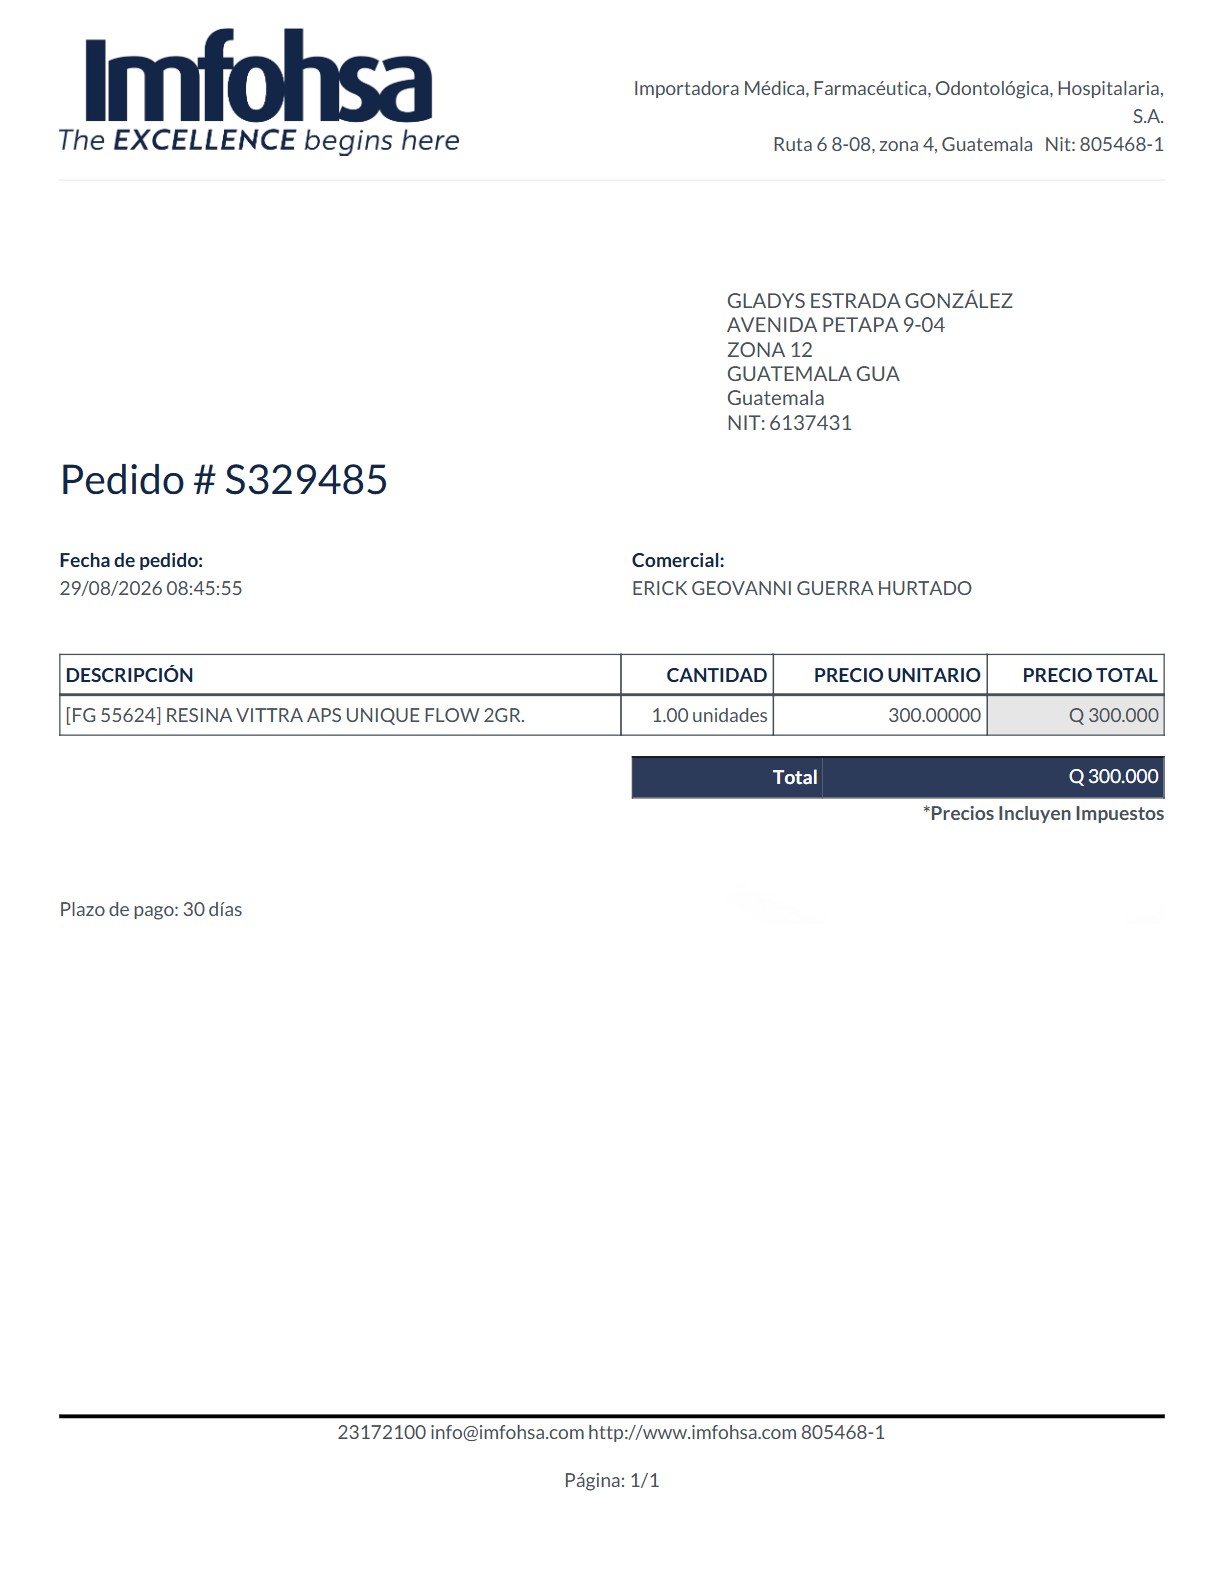 Imfohsa
The EXCELLENCE begins here
Importadora Médica, Farmacéutica, Odontológica, Hospitalaria,
S.A.
Ruta 6 8-08, zona 4, Guatemala Nit: 805468-1
GLADYS ESTRADA GONZÁLEZ
AVENIDA PETAPA 9-04
ZONA 12
GUATEMALA GUA
Guatemala
NIT: 6137431
Pedido # S329485
Fecha de pedido:
29/08/2026 08:45:55
Comercial:
ERICK GEOVANNI GUERRA HURTADO
DESCRIPCIÓN CANTIDAD PRECIO UNITARIO PRECIO TOTAL
[FG 55624] RESINA VITTRA APS UNIQUE FLOW 2GR. 1.00 unidades 300.00000 Q 300.000
Total Q 300.000
*Precios Incluyen Impuestos
Plazo de pago: 30 días
23172100 info@imfohsa.com http://www.imfohsa.com 805468-1
Página: 1/1